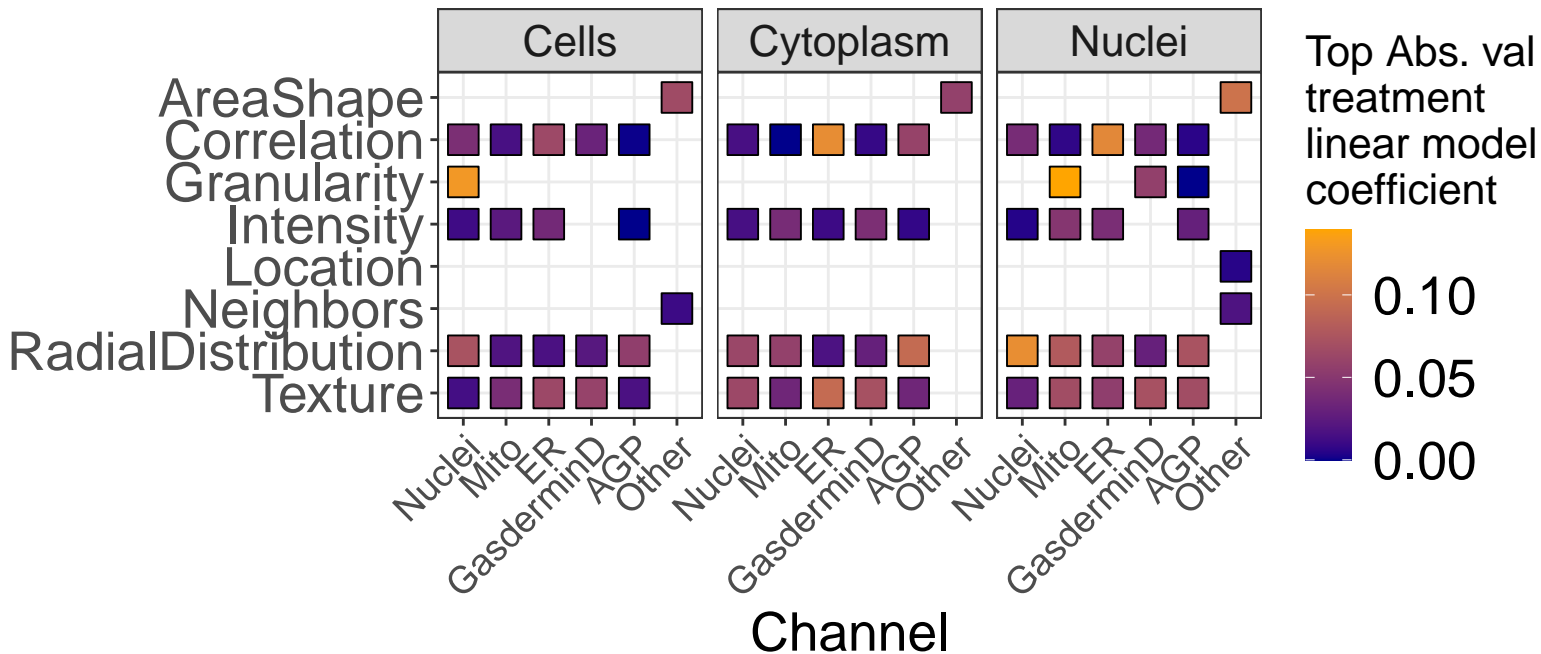 Cells
Cytoplasm
Nuclei
AreaShape
Correlation
Granularity
Intensity
Location
Neighbors
RadialDistribution
Texture
Nuclei
Mito
ER
GasderminD
AGP
Other
Nuclei
Mito
ER
GasderminD
AGP
Other
Nuclei
Mito
ER
GasderminD
AGP
Other
Channel
Top Abs. val
treatment
linear model
coefficient
0.10
0.05
0.00